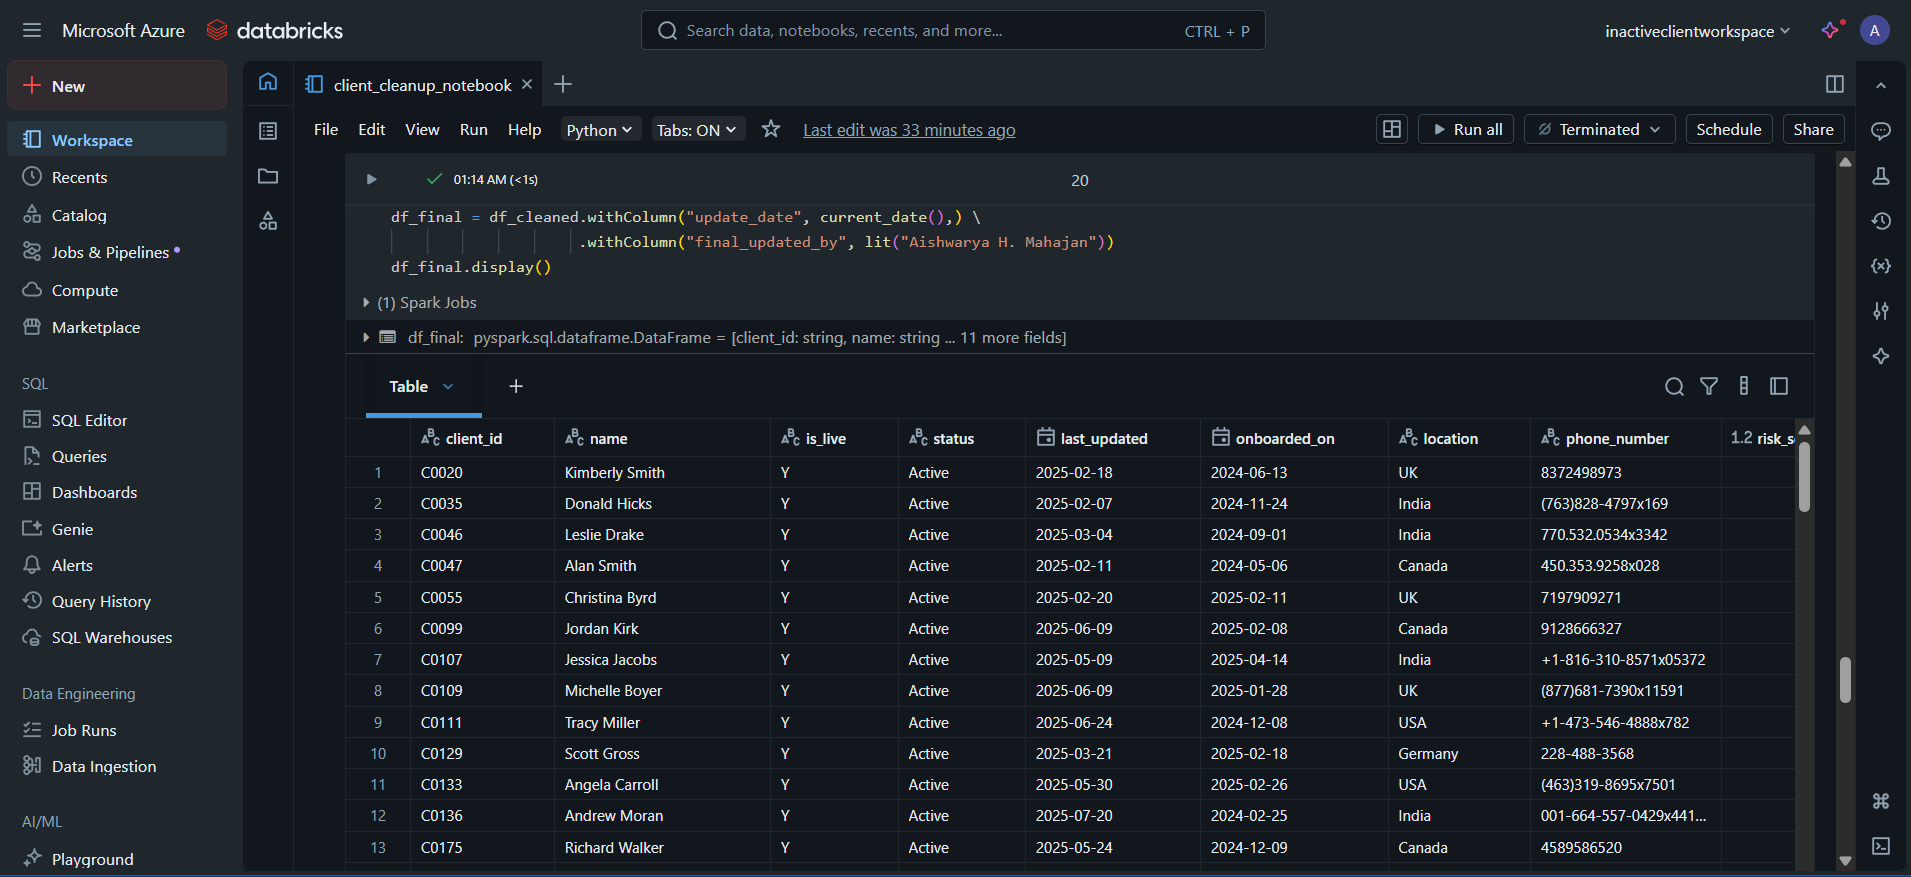 Microsoft Azure databricks Search data, notebooks, recents, and more... CTRL + P inactiveclientworkspace A
New
Workspace
Recents
Catalog
Jobs & Pipelines
Compute
Marketplace
SQL
SQL Editor
Queries
Dashboards
Genie
Alerts
Query History
SQL Warehouses
Data Engineering
Job Runs
Data Ingestion
AI/ML
Playground
client_cleanup_notebook
File Edit View Run Help Python Tabs: ON Last edit was 33 minutes ago Run all Terminated Schedule Share
01:14 AM (<1s) 20
df_final = df_cleaned.withColumn("update_date", current_date(),) \
.withColumn("final_updated_by", lit("Aishwarya H. Mahajan"))
df_final.display()
(1) Spark Jobs
df_final: pyspark.sql.dataframe.DataFrame = [client_id: string, name: string ... 11 more fields]
Table
client_id name is_live status last_updated onboarded_on location phone_number 1.2 risk_s
1 C0020 Kimberly Smith Y Active 2025-02-18 2024-06-13 UK 8372498973
2 C0035 Donald Hicks Y Active 2025-02-07 2024-11-24 India (763)828-4797x169
3 C0046 Leslie Drake Y Active 2025-03-04 2024-09-01 India 770.532.0534x3342
4 C0047 Alan Smith Y Active 2025-02-11 2024-05-06 Canada 450.353.9258x028
5 C0055 Christina Byrd Y Active 2025-02-20 2025-02-11 UK 7197909271
6 C0099 Jordan Kirk Y Active 2025-06-09 2025-02-08 Canada 9128666327
7 C0107 Jessica Jacobs Y Active 2025-05-09 2025-04-14 India +1-816-310-8571x05372
8 C0109 Michelle Boyer Y Active 2025-06-09 2025-01-28 UK (877)681-7390x11591
9 C0111 Tracy Miller Y Active 2025-06-24 2024-12-08 USA +1-473-546-4888x782
10 C0129 Scott Gross Y Active 2025-03-21 2025-02-18 Germany 228-488-3568
11 C0133 Angela Carroll Y Active 2025-05-30 2025-02-26 USA (463)319-8695x7501
12 C0136 Andrew Moran Y Active 2025-07-20 2024-02-25 India 001-664-557-0429x441...
13 C0175 Richard Walker Y Active 2025-05-24 2024-12-09 Canada 4589586520